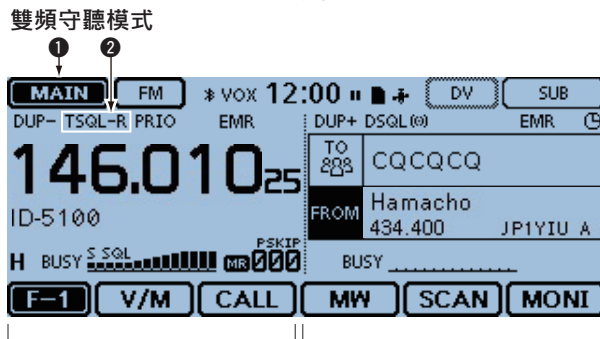 雙頻守聽模式
❶ ❷
MAIN FM VOX 12:00 DV SUB
DUP- TSQL-R PRIO EMR DUP+ DSQL EMR
146.01025
TO CQCQCQ
ID-5100
FROM Hamacho
434.400 JP1YIU A
H BUSY S SQL MR 000 PSKIP BUSY
F-1 V/M CALL MW SCAN MONI